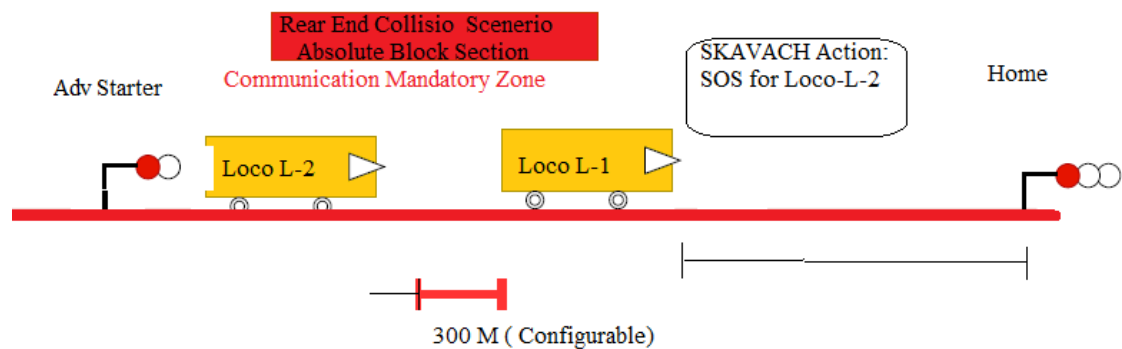 Rear End Collisio Scenerio
Absolute Block Section
Communication Mandatory Zone
SKAVACH Action:
SOS for Loco-L-2
Adv Starter
Home
Loco L-2
Loco L-1
300 M ( Configurable)